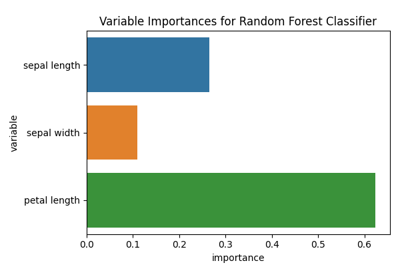 Variable Importances for Random Forest Classifier
sepal length
sepal width
petal length
variable
0.0 0.1 0.2 0.3 0.4 0.5 0.6
importance